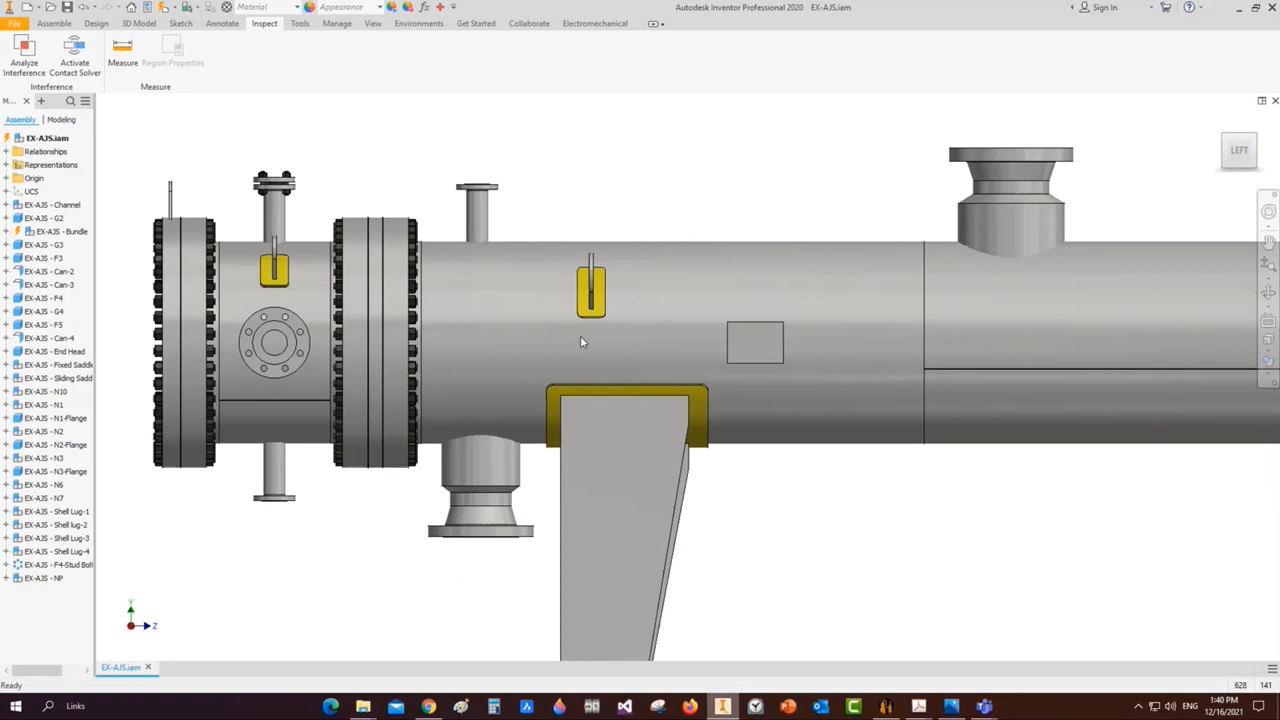 Material
Appearance
Autodesk Inventor Professional 2020 EX-AJS.iam
Sign In
File Assemble Design 3D Model Sketch Annotate Inspect Tools Manage View Environments Get Started Collaborate Electromechanical
Analyze Interference
Activate Contact Solver
Measure
Region Properties
Interference
Measure
M...
Assembly Modeling
EX-AJS.iam
Relationships
Representations
Origin
UCS
EX-AJS - Channel
EX-AJS - G2
EX-AJS - Bundle
EX-AJS - G3
EX-AJS - F3
EX-AJS - Can-2
EX-AJS - Can-3
EX-AJS - F4
EX-AJS - G4
EX-AJS - F5
EX-AJS - Can-4
EX-AJS - End Head
EX-AJS - Fixed Saddle
EX-AJS - Sliding Sadd
EX-AJS - N10
EX-AJS - N1
EX-AJS - N1-Flange
EX-AJS - N2
EX-AJS - N2-Flange
EX-AJS - N3
EX-AJS - N3-Flange
EX-AJS - N6
EX-AJS - N7
EX-AJS - Shell Lug-1
EX-AJS - Shell lug-2
EX-AJS - Shell Lug-3
EX-AJS - Shell Lug-4
EX-AJS - F4-Stud Bolt
EX-AJS - NP
LEFT
Y
Z
EX-AJS.iam
Ready
628 141
Links
1:40 PM
12/16/2021